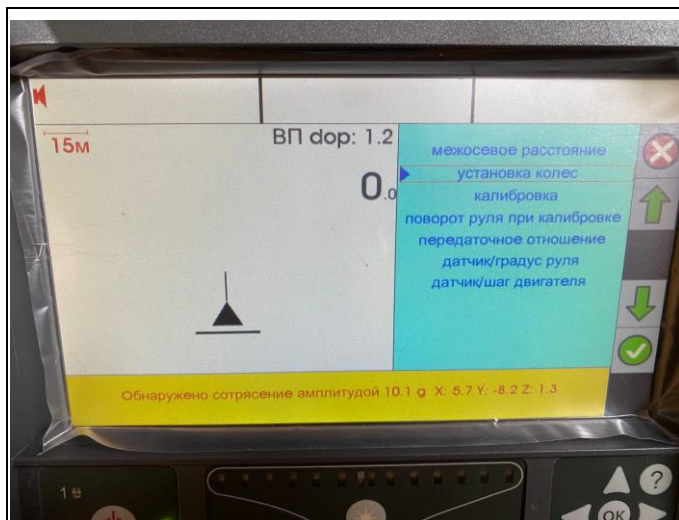 15м
ВП dop: 1.2
0.0
межосевое расстояние
установка колес
калибровка
поворот руля при калибровке
передаточное отношение
датчик/градус руля
датчик/шаг двигателя
Обнаружено сотрясение амплитудой 10.1 g X: 5.7 Y: -8.2 Z: 1.3
1
?
OK